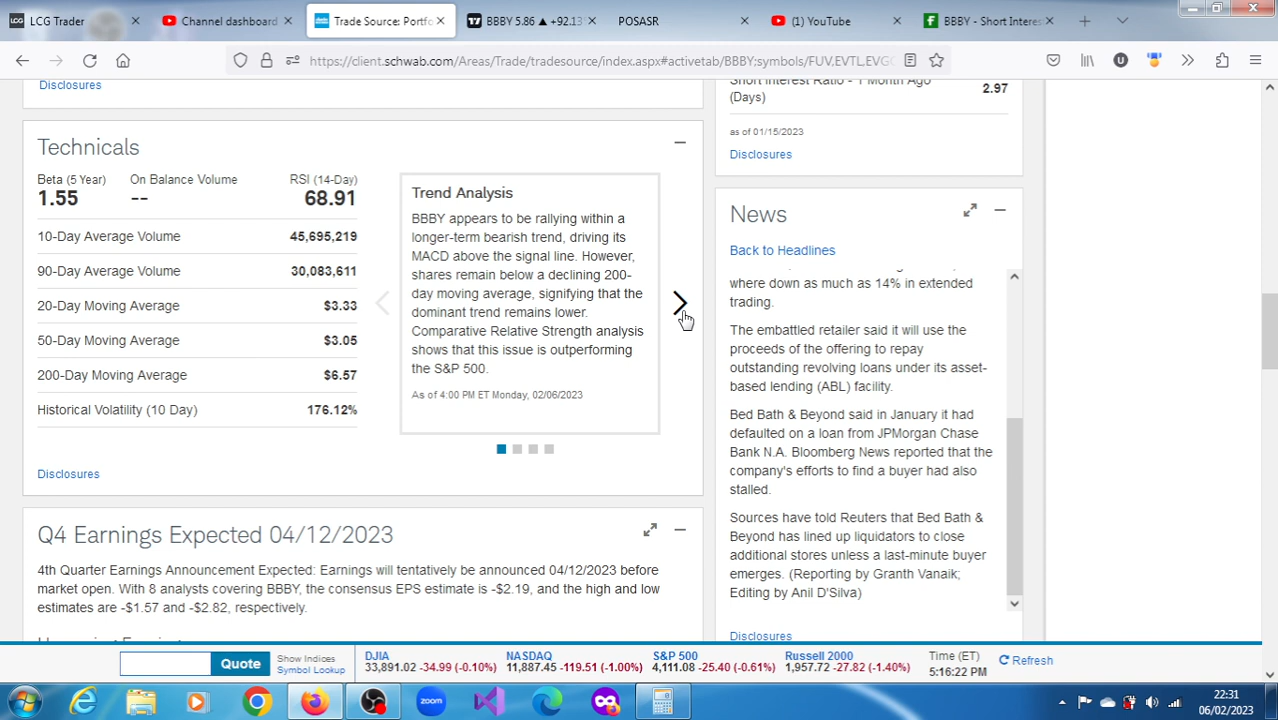 LCG Trader
Channel dashboard
Trade Source: Portfo
BBBY 5.86 ▲ +92.13
POSASR
(1) YouTube
BBBY - Short Interes
https://client.schwab.com/Areas/Trade/tradesource/index.aspx#activetab/BBBY:symbols/FUV,EVTL,EVGO
Disclosures
Technicals
Beta (5 Year)
1.55
On Balance Volume
--
RSI (14-Day)
68.91
10-Day Average Volume 45,695,219
90-Day Average Volume 30,083,611
20-Day Moving Average $3.33
50-Day Moving Average $3.05
200-Day Moving Average $6.57
Historical Volatility (10 Day) 176.12%
Disclosures
Trend Analysis
BBBY appears to be rallying within a
longer-term bearish trend, driving its
MACD above the signal line. However,
shares remain below a declining 200-
day moving average, signifying that the
dominant trend remains lower.
Comparative Relative Strength analysis
shows that this issue is outperforming
the S&P 500.
As of 4:00 PM ET Monday, 02/06/2023
Q4 Earnings Expected 04/12/2023
4th Quarter Earnings Announcement Expected: Earnings will tentatively be announced 04/12/2023 before
market open. With 8 analysts covering BBBY, the consensus EPS estimate is -$2.19, and the high and low
estimates are -$1.57 and -$2.82, respectively.
Short Interest Ratio - 1 Month Ago
(Days)
2.97
as of 01/15/2023
Disclosures
News
Back to Headlines
where down as much as 14% in extended
trading.
The embattled retailer said it will use the
proceeds of the offering to repay
outstanding revolving loans under its asset-
based lending (ABL) facility.
Bed Bath & Beyond said in January it had
defaulted on a loan from JPMorgan Chase
Bank N.A. Bloomberg News reported that the
company's efforts to find a buyer had also
stalled.
Sources have told Reuters that Bed Bath &
Beyond has lined up liquidators to close
additional stores unless a last-minute buyer
emerges. (Reporting by Granth Vanaik;
Editing by Anil D'Silva)
Disclosures
Quote
Show Indices
Symbol Lookup
DJIA
33,891.02 -34.99 (-0.10%)
NASDAQ
11,887.45 -119.51 (-1.00%)
S&P 500
4,111.08 -25.40 (-0.61%)
Russell 2000
1,957.72 -27.82 (-1.40%)
Time (ET)
5:16:22 PM
Refresh
zoom
22:31
06/02/2023